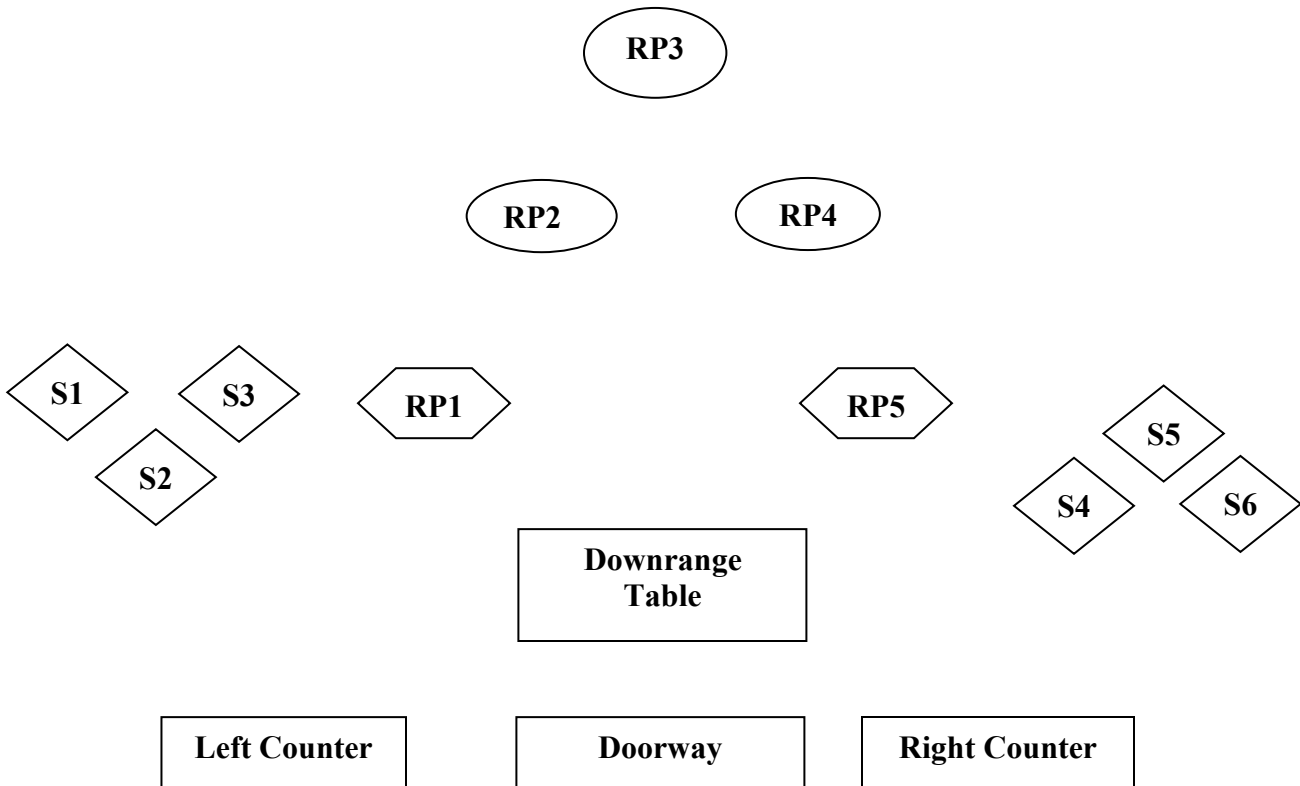 RP3
RP2
RP4
S1
S3
RP1
RP5
S5
S2
S4
S6
Downrange
Table
Left Counter
Doorway
Right Counter